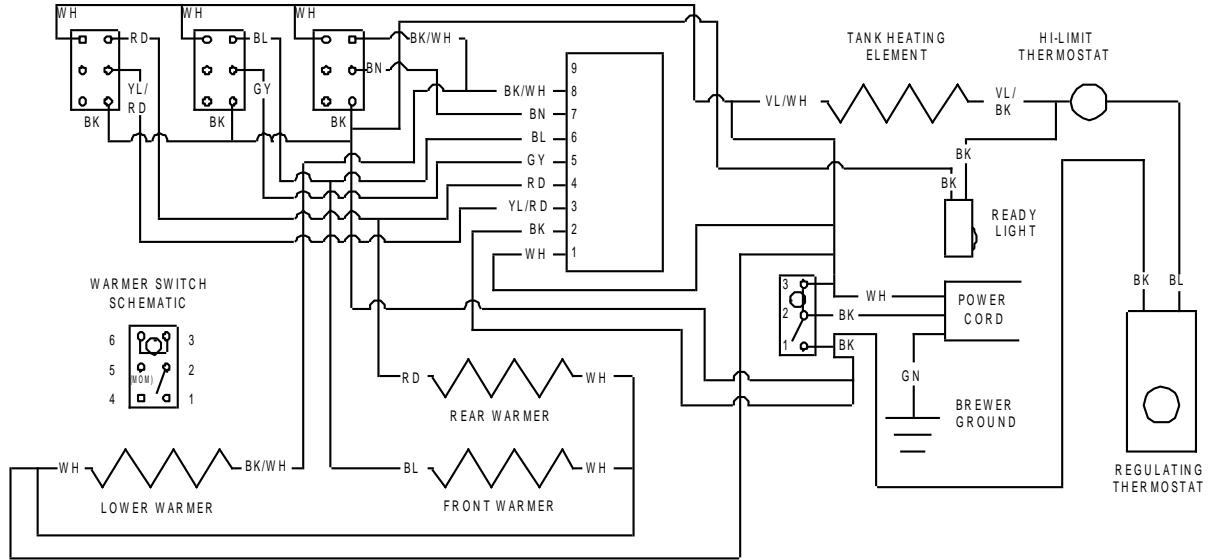 WH
WH
WH
RD
BL
BK/WH
YL/
RD
GY
BN
BK
BK
BK
9
BK/WH 8
BN 7
BL 6
GY 5
RD 4
YL/RD 3
BK 2
WH 1
TANK HEATING
ELEMENT
HI-LIMIT
THERMOSTAT
VL/WH
VL/
BK
BK
BK
READY
LIGHT
BK BL
WARMER SWITCH
SCHEMATIC
6 3
5 2
(MOM)
4 1
3
2
1
WH
BK
BK
POWER
CORD
GN
BREWER
GROUND
RD WH
REAR WARMER
BL WH
FRONT WARMER
WH BK/WH
LOWER WARMER
REGULATING
THERMOSTAT